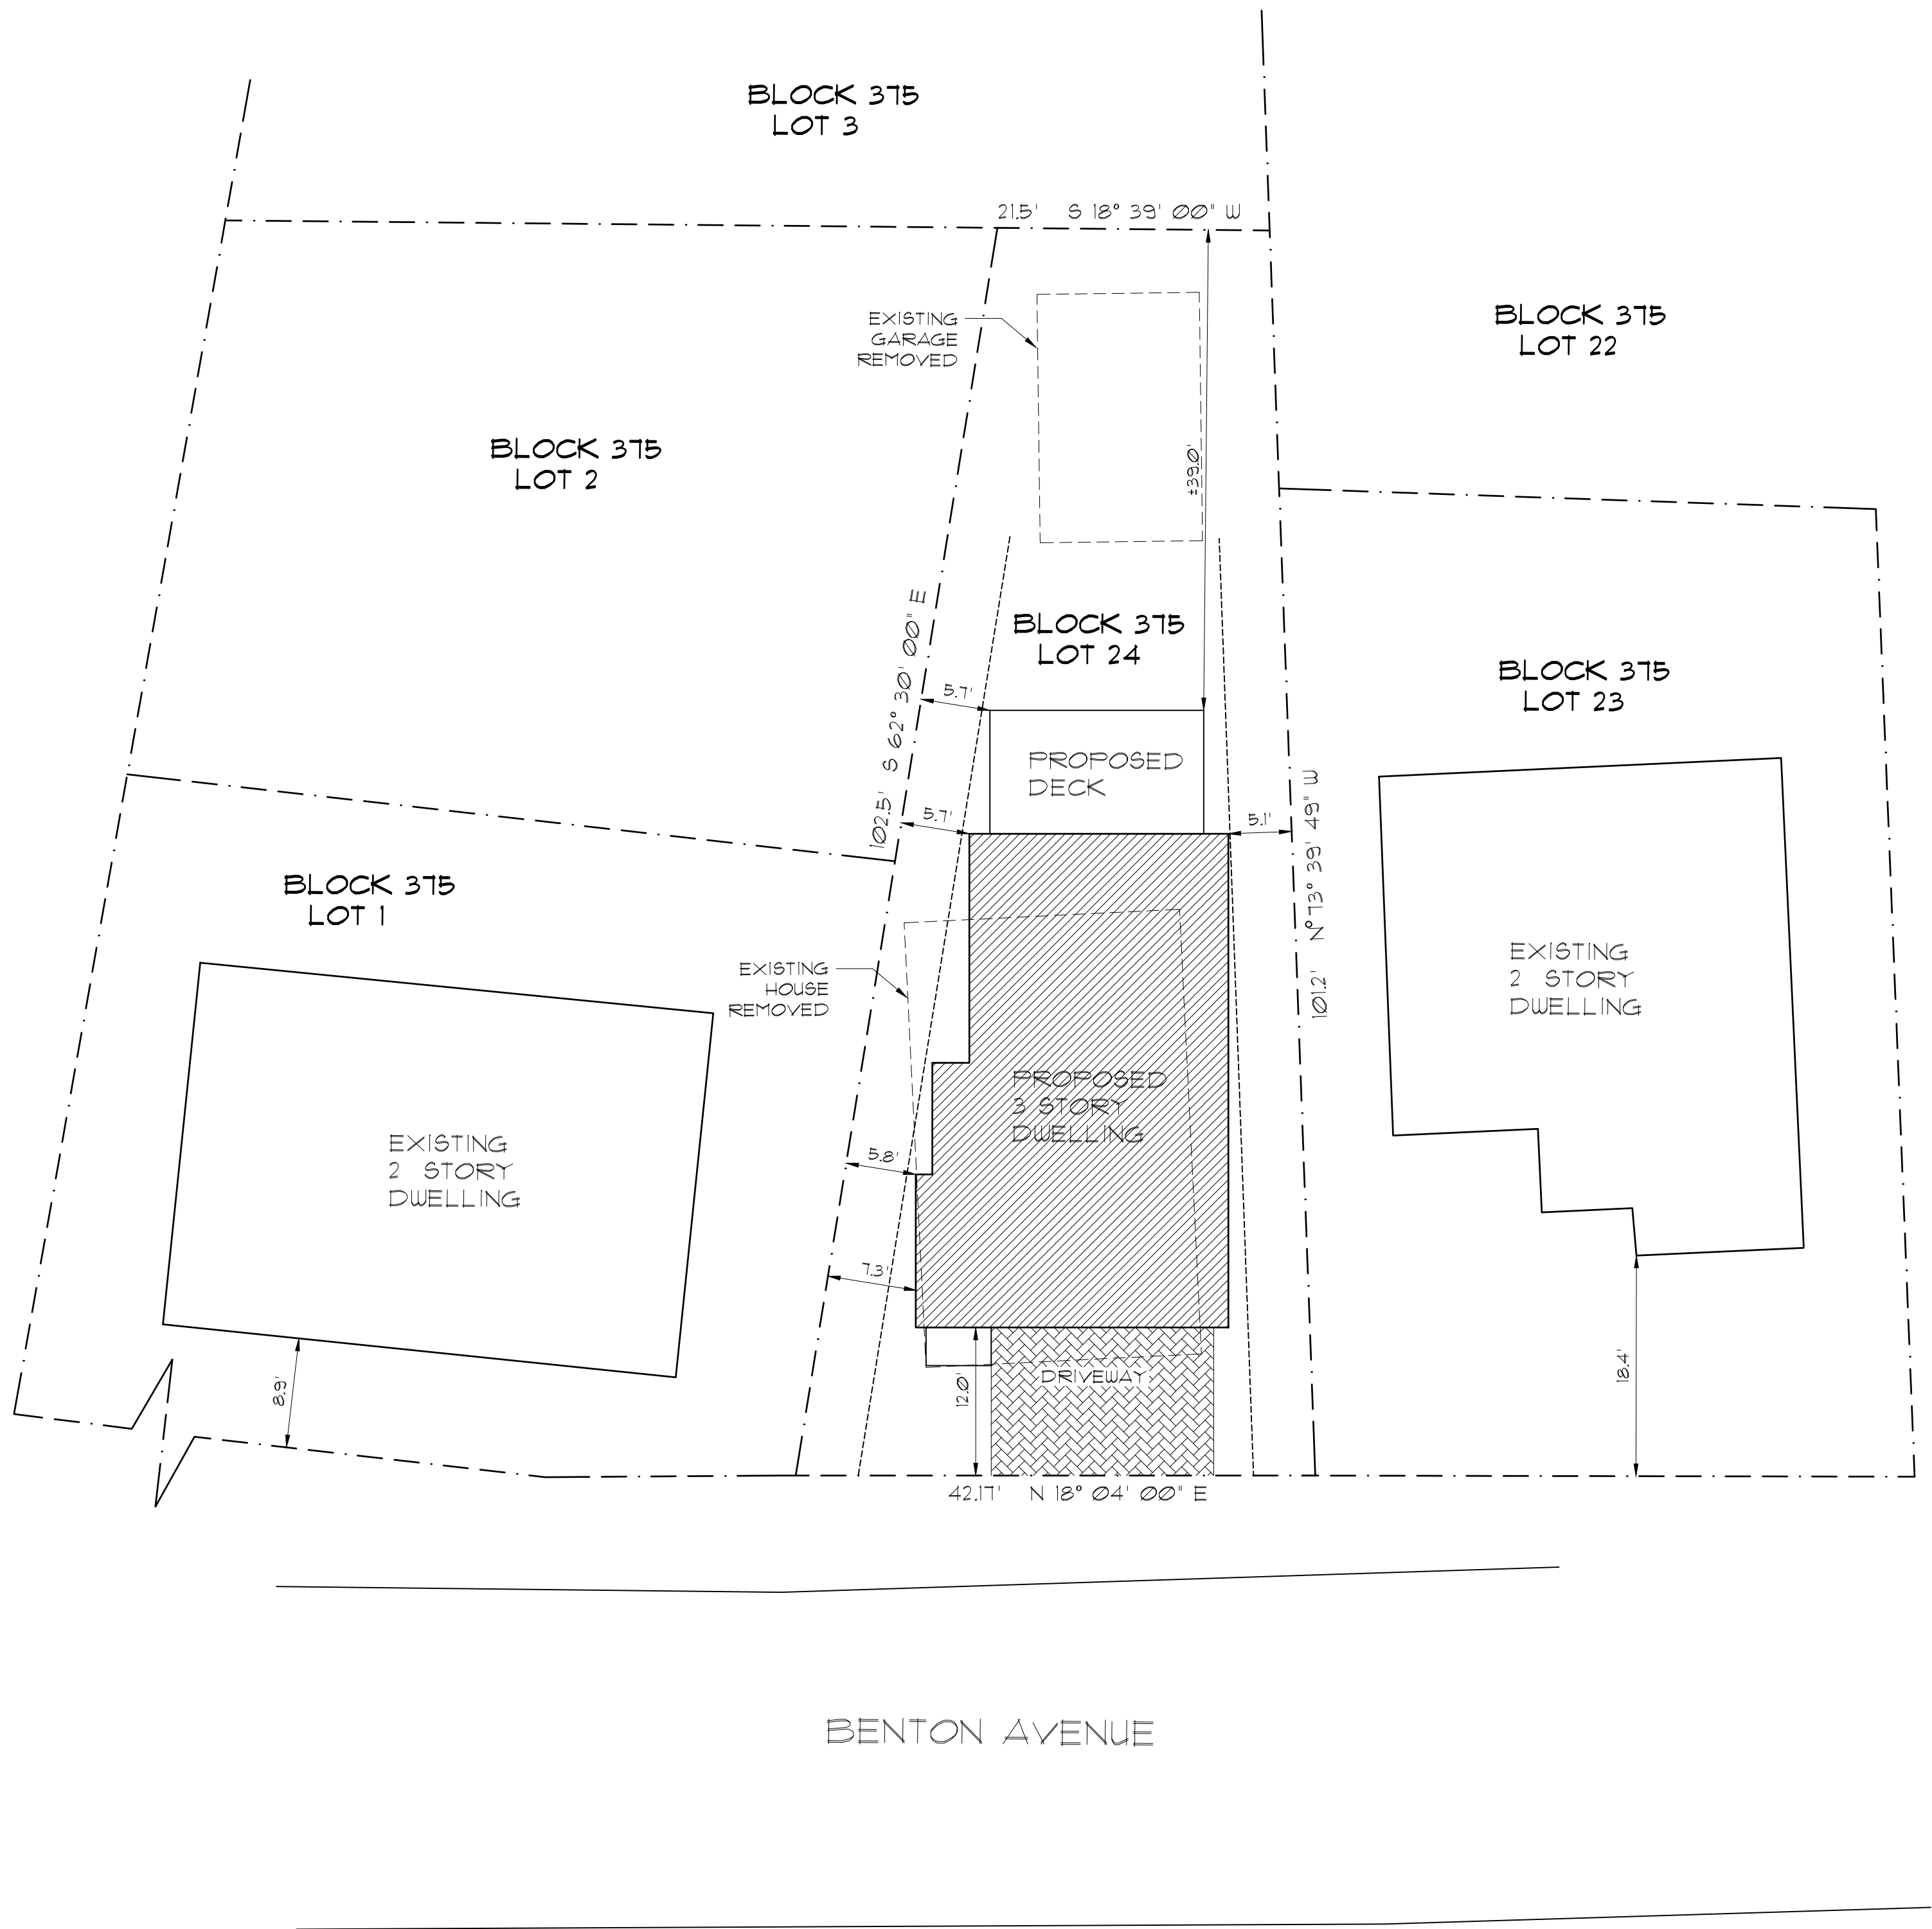 BLOCK 375
LOT 3
21.5' S 18° 39' 00" W
EXISTING
GARAGE
REMOVED
BLOCK 375
LOT 22
BLOCK 375
LOT 2
±39.0'
BLOCK 375
LOT 24
102.5' S 62° 30' 00" E
5.7'
BLOCK 375
LOT 23
PROPOSED
DECK
5.7'
5.1'
101.2' N°73° 39' 49" W
BLOCK 375
LOT 1
EXISTING
HOUSE
REMOVED
EXISTING
2 STORY
DWELLING
PROPOSED
3 STORY
DWELLING
EXISTING
2 STORY
DWELLING
5.8'
7.3'
8.9'
12.0'
DRIVEWAY
18.4'
42.17' N 18° 04' 00" E
BENTON AVENUE